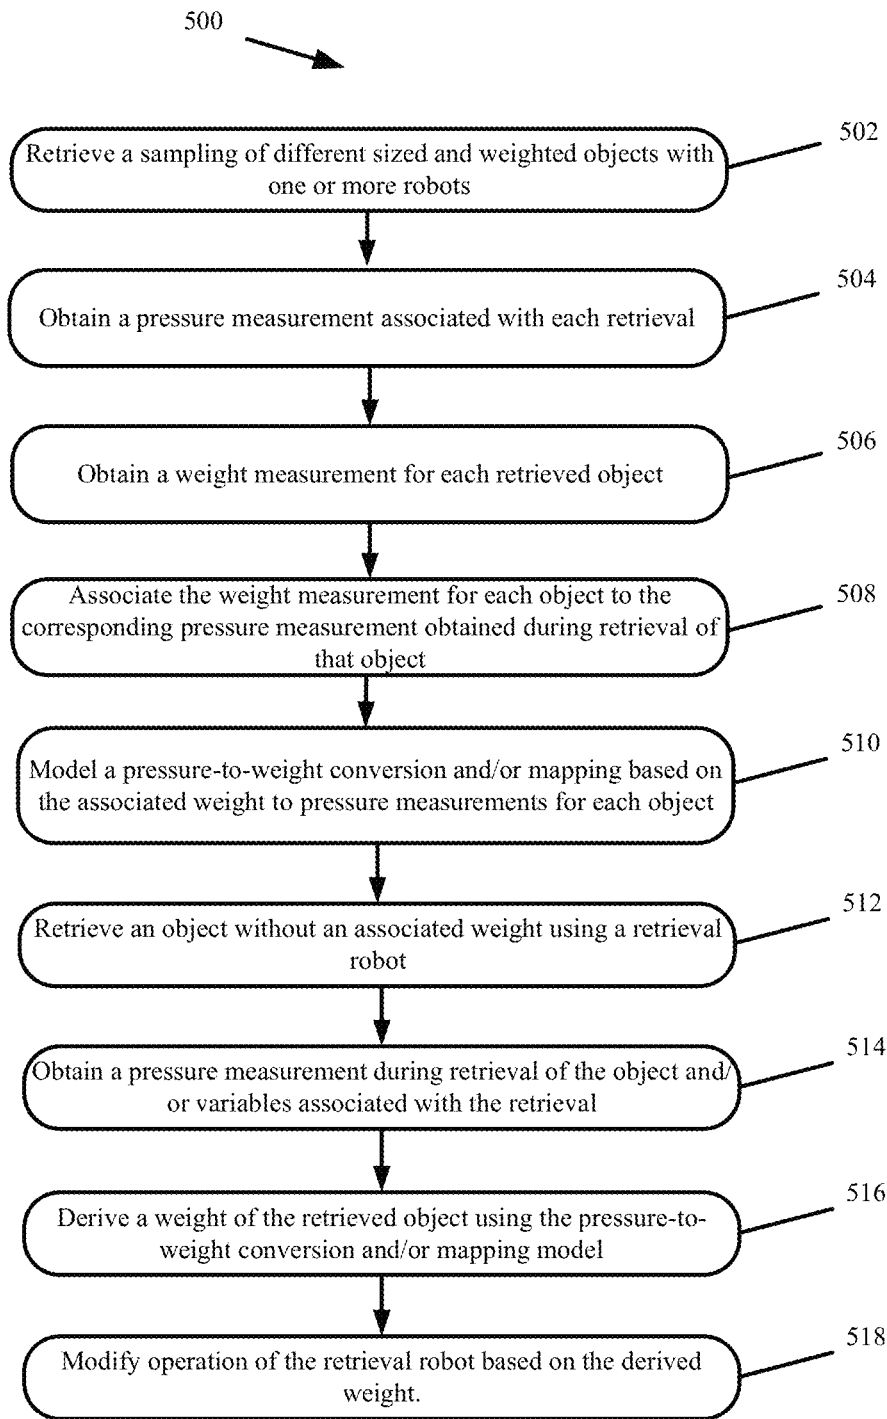 500
502
Retrieve a sampling of different sized and weighted objects with
one or more robots
504
Obtain a pressure measurement associated with each retrieval
506
Obtain a weight measurement for each retrieved object
508
Associate the weight measurement for each object to the
corresponding pressure measurement obtained during retrieval of
that object
510
Model a pressure-to-weight conversion and/or mapping based on
the associated weight to pressure measurements for each object
512
Retrieve an object without an associated weight using a retrieval
robot
514
Obtain a pressure measurement during retrieval of the object and/
or variables associated with the retrieval
516
Derive a weight of the retrieved object using the pressure-to-
weight conversion and/or mapping model
518
Modify operation of the retrieval robot based on the derived
weight.